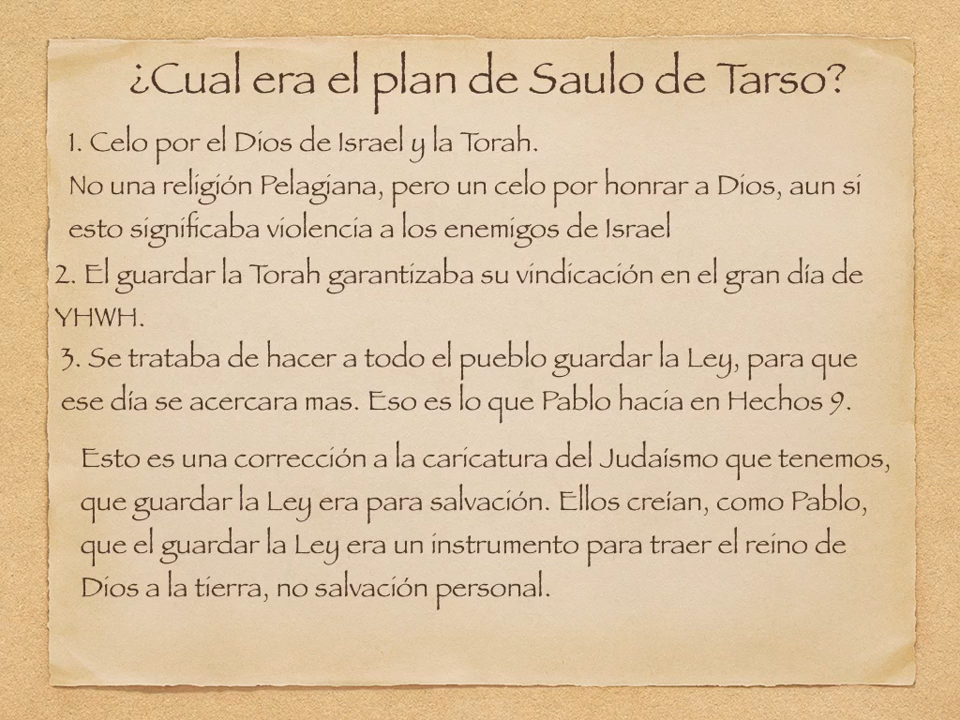 ¿Cual era el plan de Saulo de Tarso?
1. Celo por el Dios de Israel y la Torah.
No una religión Pelagiana, pero un celo por honrar a Dios, aun si
esto significaba violencia a los enemigos de Israel
2. El guardar la Torah garantizaba su vindicación en el gran día de
YHWH.
3. Se trataba de hacer a todo el pueblo guardar la Ley, para que
ese día se acercara mas. Eso es lo que Pablo hacia en Hechos 9.
Esto es una corrección a la caricatura del Judaísmo que tenemos,
que guardar la Ley era para salvación. Ellos creían, como Pablo,
que el guardar la Ley era un instrumento para traer el reino de
Dios a la tierra, no salvación personal.